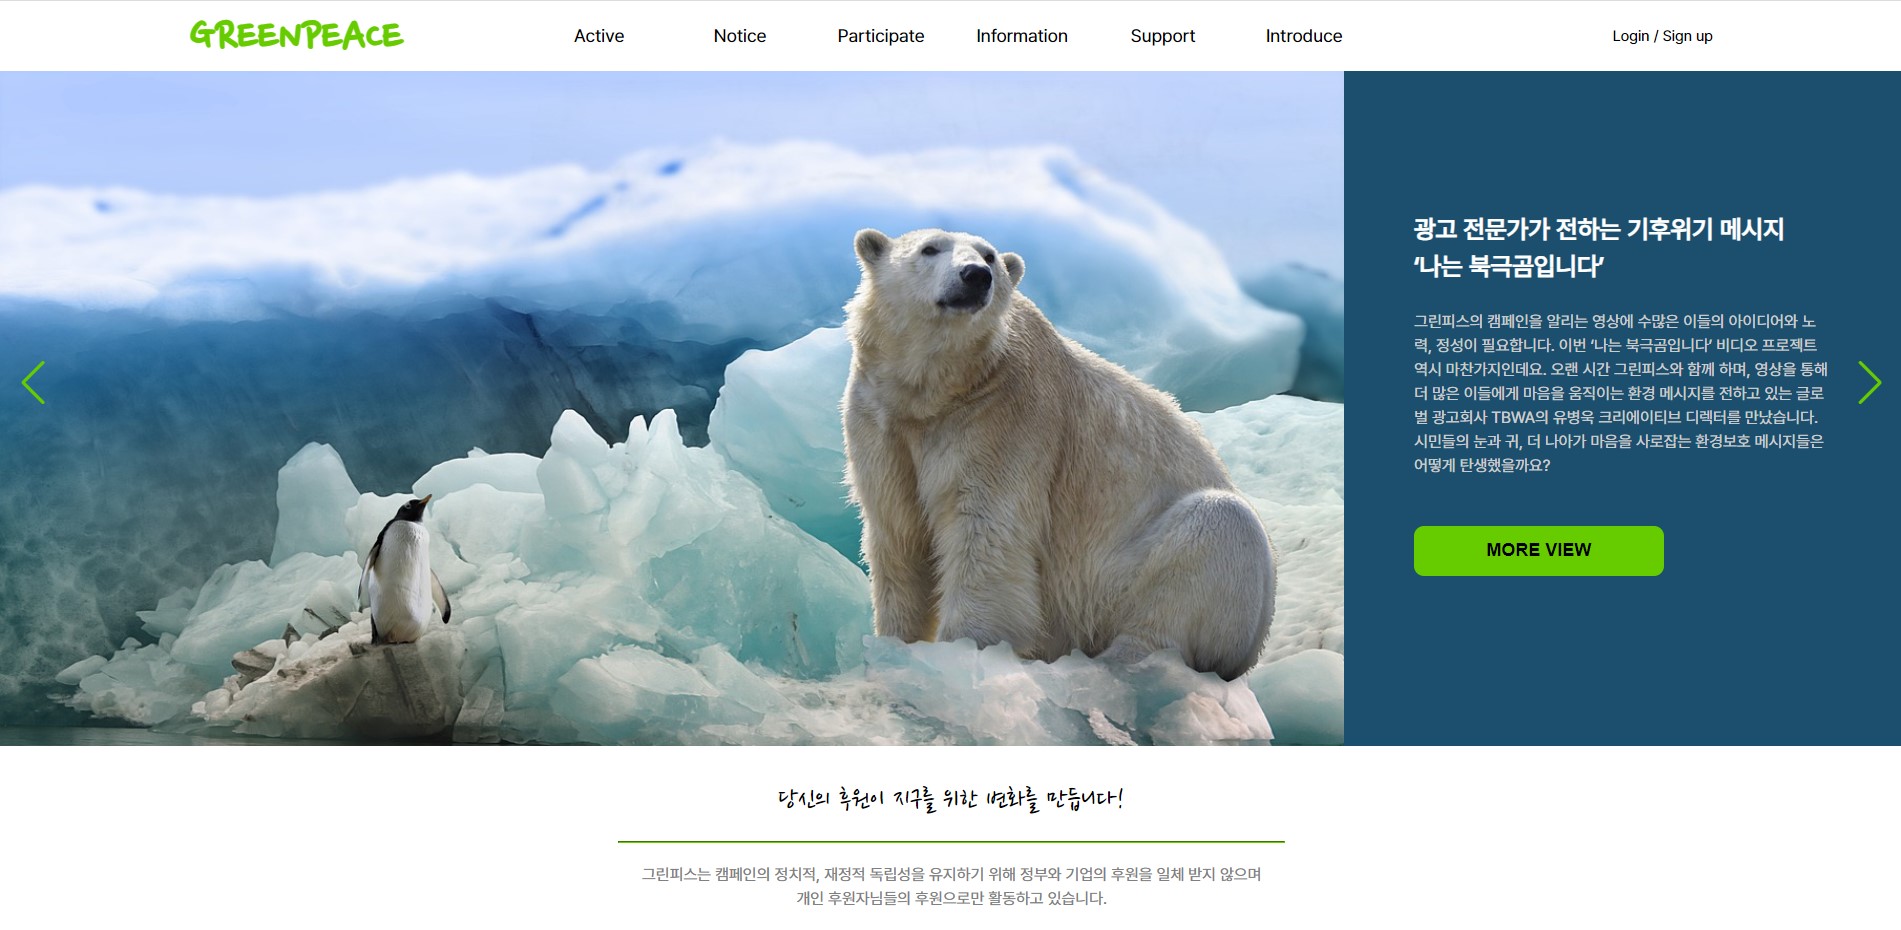 GREENPEACE
Active
Notice
Participate
Information
Support
Introduce
Login / Sign up
광고 전문가가 전하는 기후위기 메시지
‘나는 북극곰입니다’
그린피스의 캠페인을 알리는 영상에 수많은 이들의 아이디어와 노
력, 정성이 필요합니다. 이번 ‘나는 북극곰입니다’ 비디오 프로젝트
역시 마찬가지인데요. 오랜 시간 그린피스와 함께 하며, 영상을 통해
더 많은 이들에게 마음을 움직이는 환경 메시지를 전하고 있는 글로
벌 광고회사 TBWA의 유병욱 크리에이티브 디렉터를 만났습니다.
시민들의 눈과 귀, 더 나아가 마음을 사로잡는 환경보호 메시지들은
어떻게 탄생했을까요?
MORE VIEW
당신의 후원이 지구를 위한 변화를 만듭니다!
그린피스는 캠페인의 정치적, 재정적 독립성을 유지하기 위해 정부와 기업의 후원을 일체 받지 않으며
개인 후원자님들의 후원으로만 활동하고 있습니다.